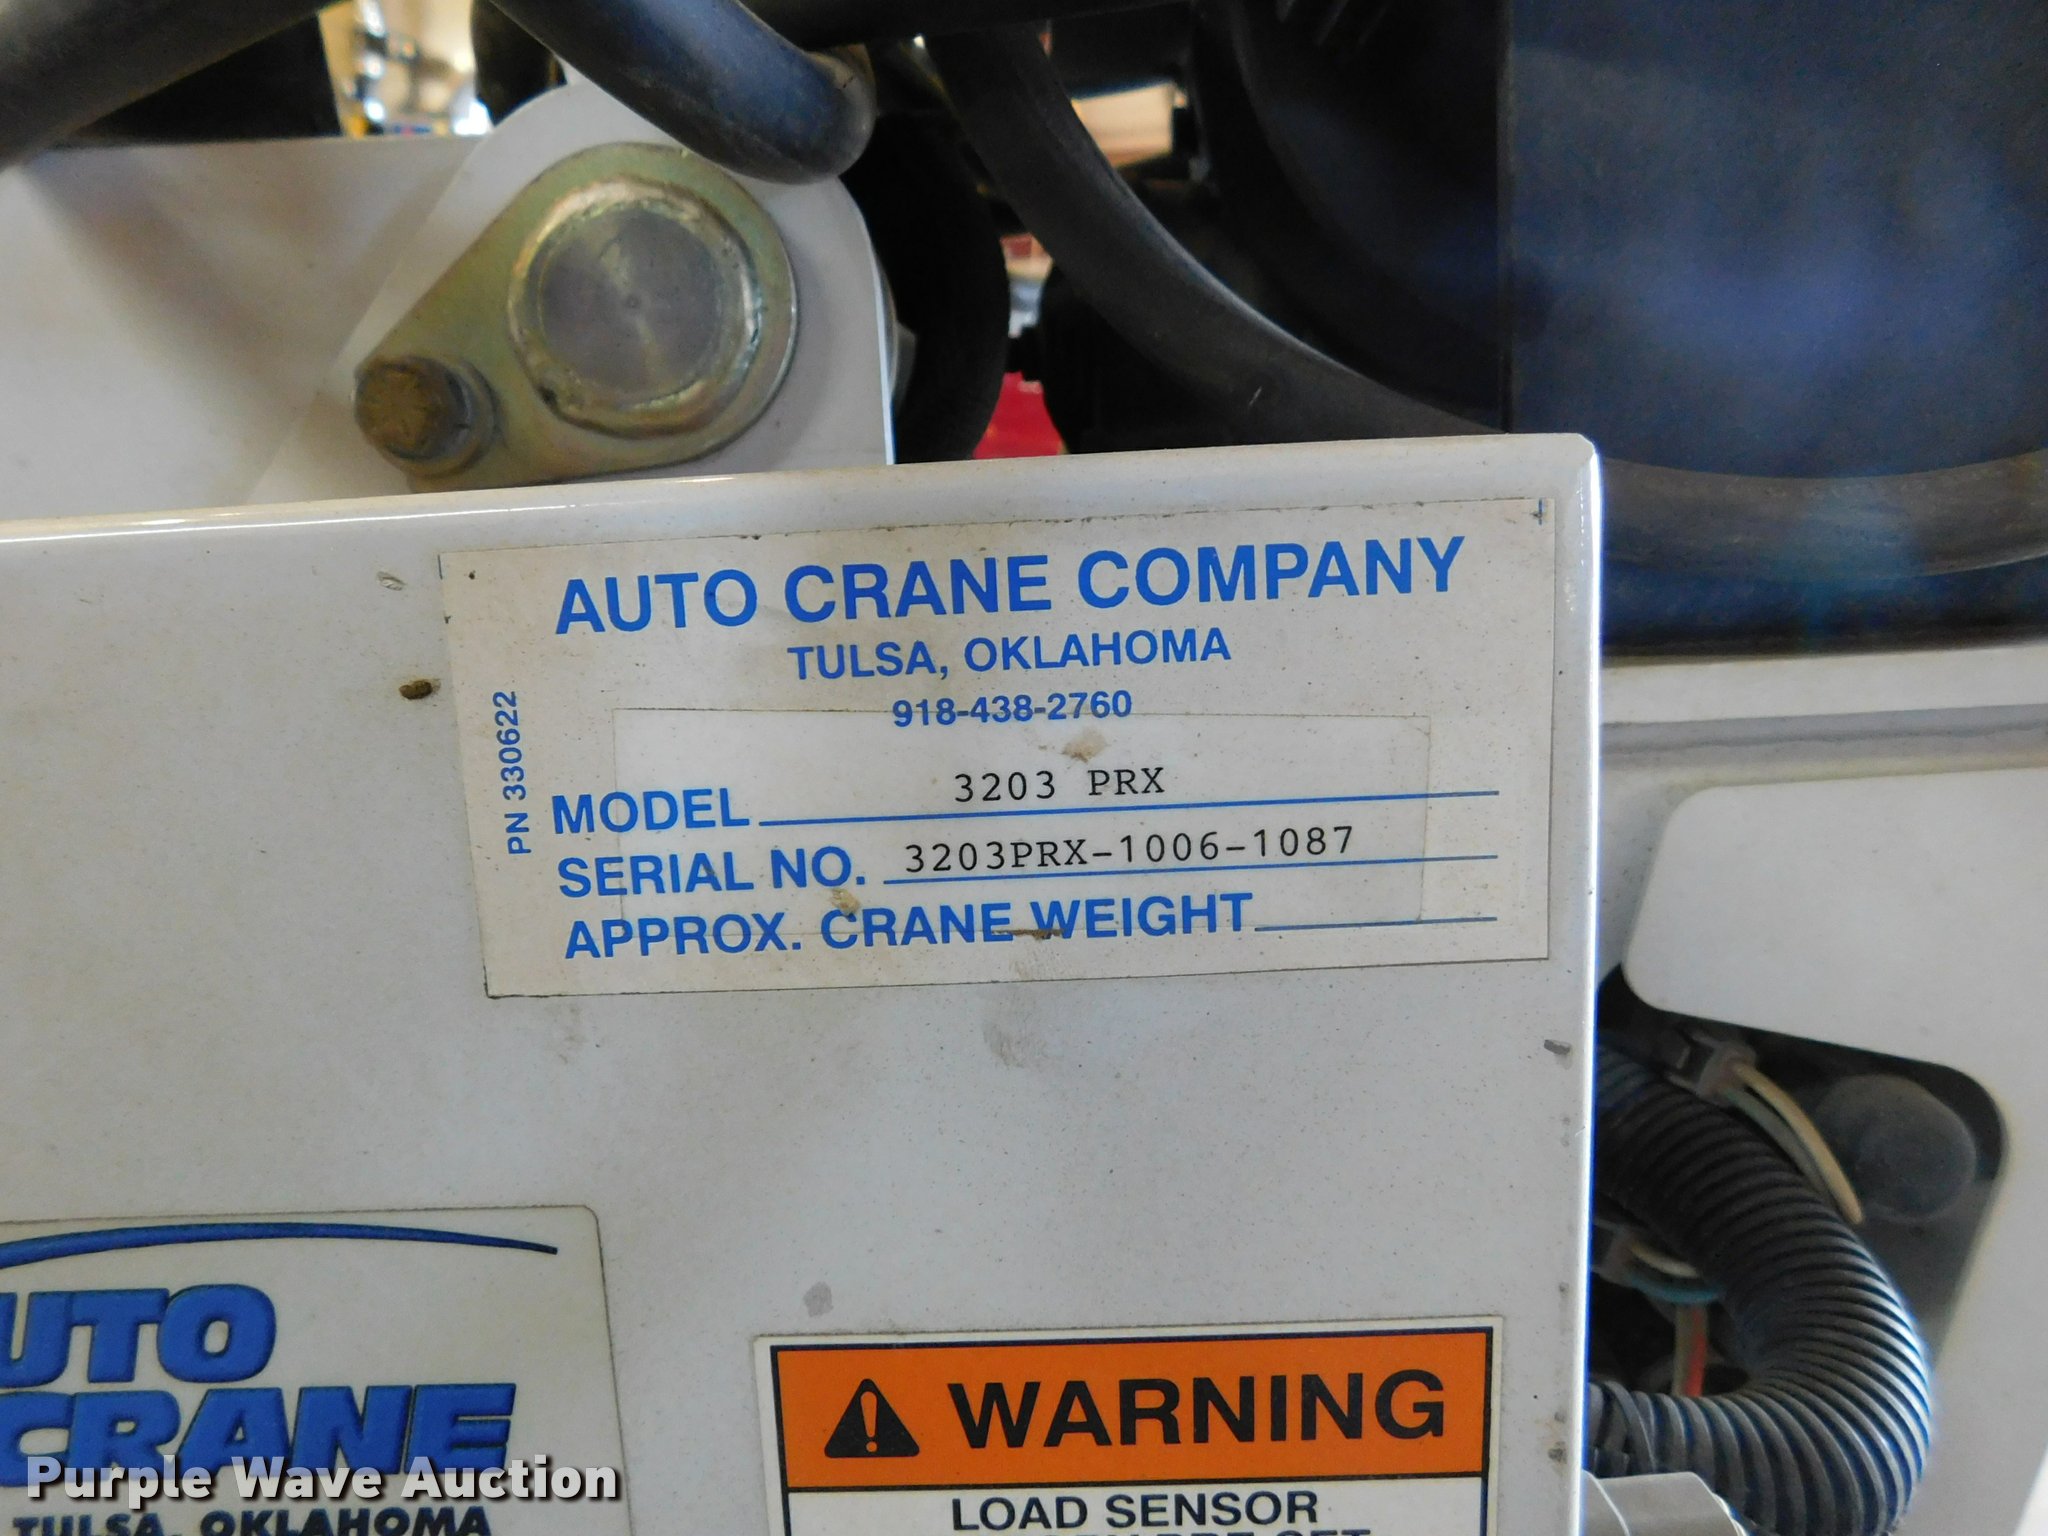 AUTO CRANE COMPANY
TULSA, OKLAHOMA
918-438-2760
PN 330622
MODEL 3203 PRX
SERIAL NO. 3203PRX-1006-1087
APPROX. CRANE WEIGHT
UTO
CRANE
TULSA, OKLAHOMA
WARNING
LOAD SENSOR
Purple Wave Auction